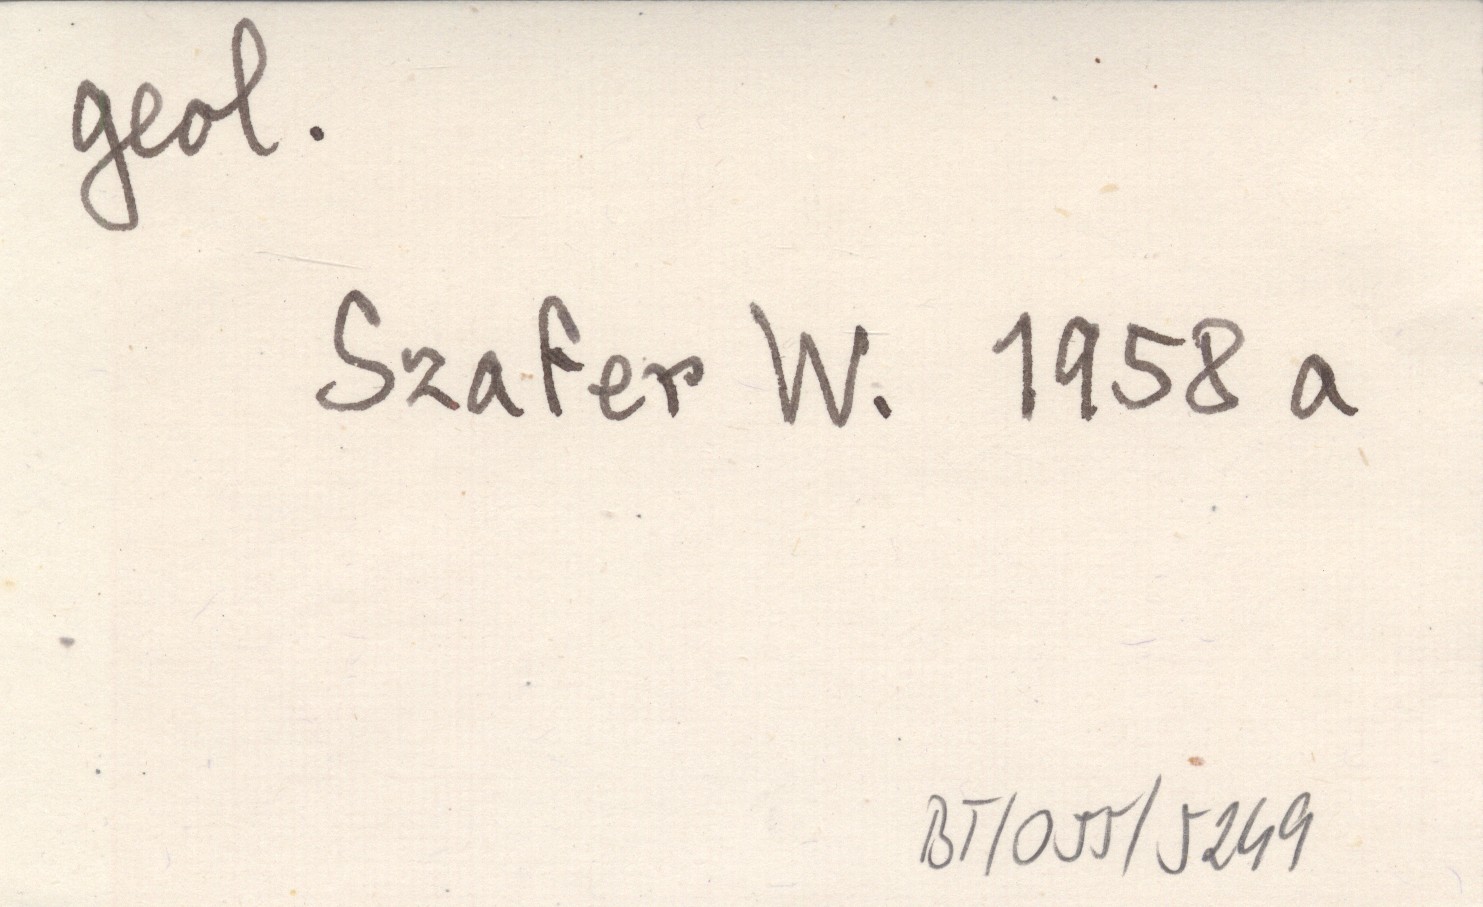 geol.
Szafer W. 1958 a
BT/055/5249